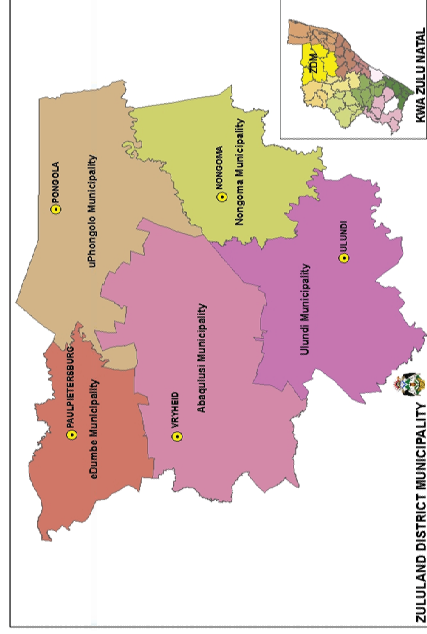 PAULPIETERSBURG
eDumbe Municipality
PONGOLA
uPhongolo Municipality
VRYHEID
Abaqulusi Municipality
NONGOMA
Nongoma Municipality
Ulundi Municipality
ULUNDI
ZDM
KWA ZULU NATAL
ZULULAND DISTRICT MUNICIPALITY